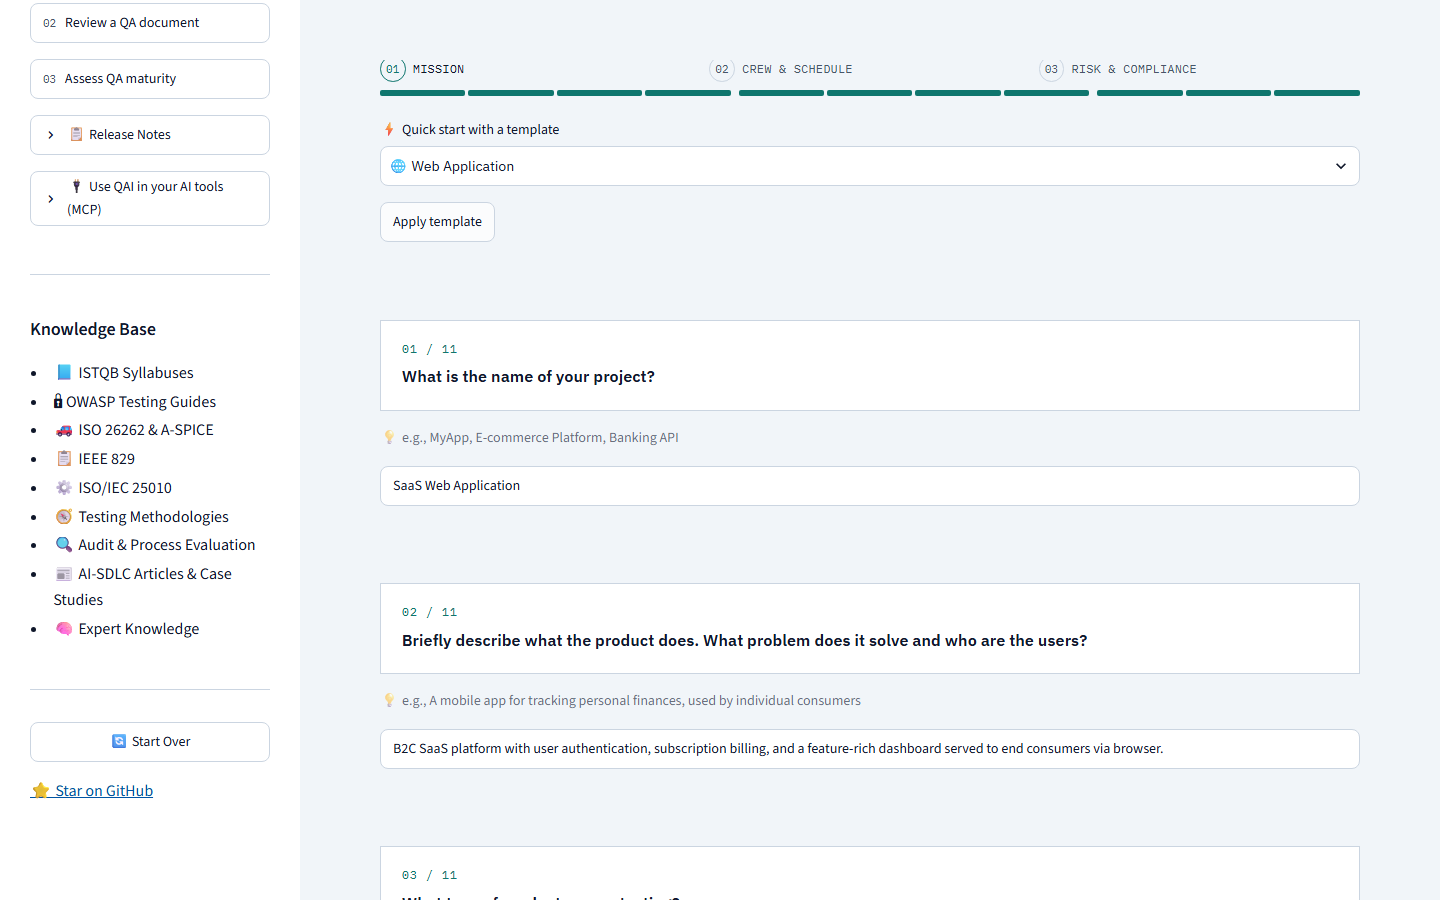 02 Review a QA document
03 Assess QA maturity
Release Notes
Use QAI in your AI tools
(MCP)
Knowledge Base
ISTQB Syllabuses
OWASP Testing Guides
ISO 26262 & A-SPICE
IEEE 829
ISO/IEC 25010
Testing Methodologies
Audit & Process Evaluation
AI-SDLC Articles & Case
Studies
Expert Knowledge
Start Over
Star on GitHub
01 MISSION
02 CREW & SCHEDULE
03 RISK & COMPLIANCE
Quick start with a template
Web Application
Apply template
01 / 11
What is the name of your project?
e.g., MyApp, E-commerce Platform, Banking API
SaaS Web Application
02 / 11
Briefly describe what the product does. What problem does it solve and who are the users?
e.g., A mobile app for tracking personal finances, used by individual consumers
B2C SaaS platform with user authentication, subscription billing, and a feature-rich dashboard served to end consumers via browser.
03 / 11